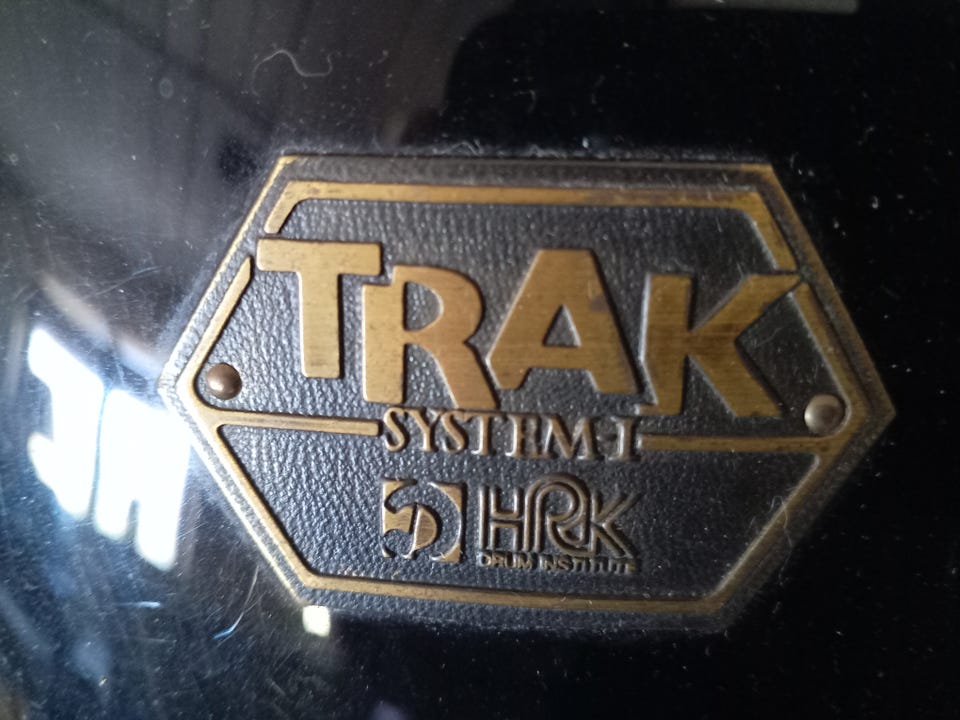 TRAK
SYSTEM-I
HRK
DRUM INSTITUTE